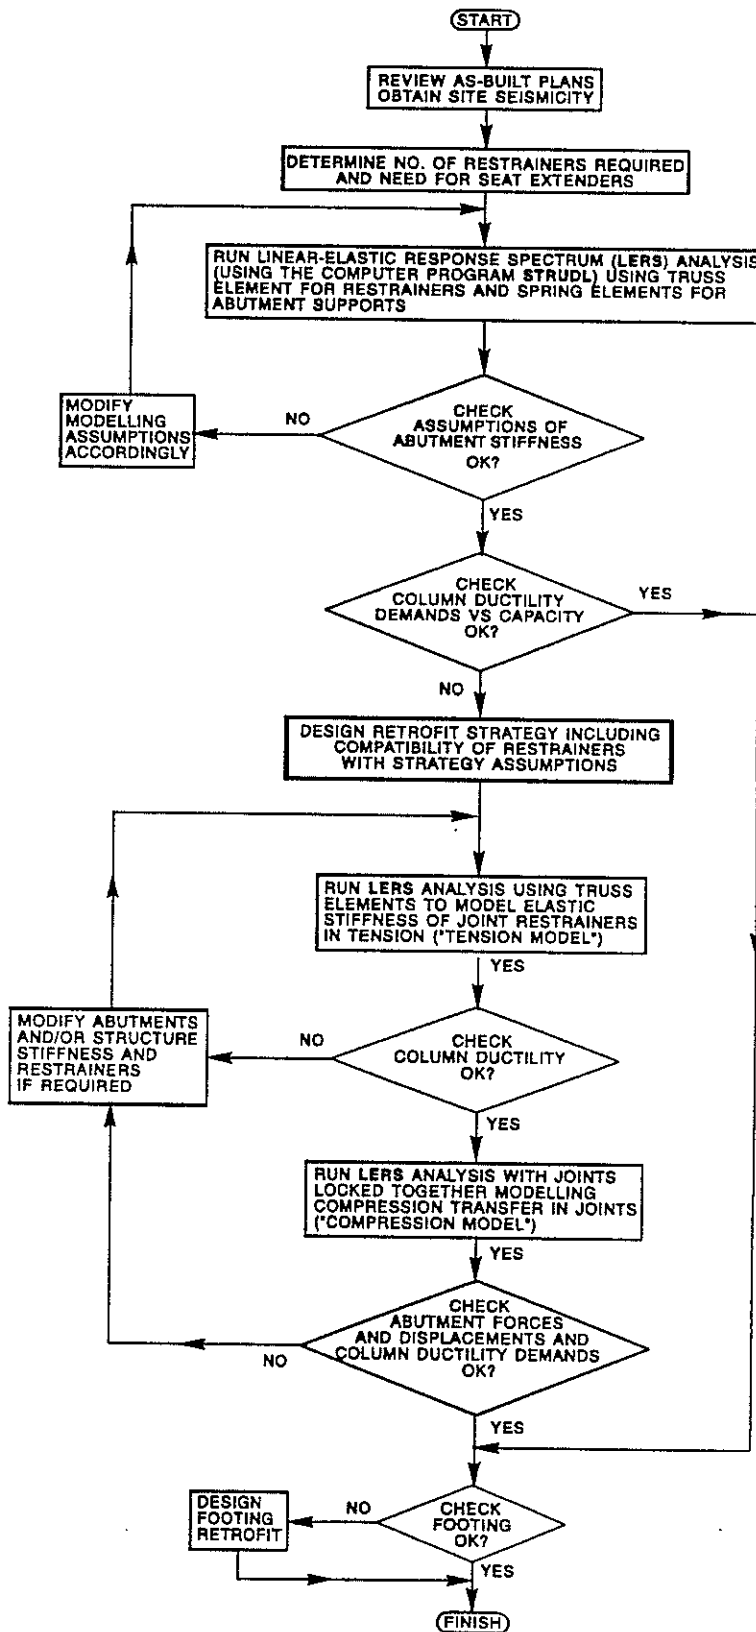 START
REVIEW AS-BUILT PLANS
OBTAIN SITE SEISMICITY
DETERMINE NO. OF RESTRAINERS REQUIRED
AND NEED FOR SEAT EXTENDERS
RUN LINEAR-ELASTIC RESPONSE SPECTRUM (LERS) ANALYSIS
(USING THE COMPUTER PROGRAM STRUDL) USING TRUSS
ELEMENT FOR RESTRAINERS AND SPRING ELEMENTS FOR
ABUTMENT SUPPORTS
MODIFY
MODELLING
ASSUMPTIONS
ACCORDINGLY
NO
CHECK
ASSUMPTIONS OF
ABUTMENT STIFFNESS
OK?
YES
CHECK
COLUMN DUCTILITY
DEMANDS VS CAPACITY
OK?
YES
NO
DESIGN RETROFIT STRATEGY INCLUDING
COMPATIBILITY OF RESTRAINERS
WITH STRATEGY ASSUMPTIONS
RUN LERS ANALYSIS USING TRUSS
ELEMENTS TO MODEL ELASTIC
STIFFNESS OF JOINT RESTRAINERS
IN TENSION ("TENSION MODEL")
YES
MODIFY ABUTMENTS
AND/OR STRUCTURE
STIFFNESS AND
RESTRAINERS
IF REQUIRED
NO
CHECK
COLUMN DUCTILITY
OK?
YES
RUN LERS ANALYSIS WITH JOINTS
LOCKED TOGETHER MODELLING
COMPRESSION TRANSFER IN JOINTS
("COMPRESSION MODEL")
YES
CHECK
ABUTMENT FORCES
AND DISPLACEMENTS AND
COLUMN DUCTILITY DEMANDS
OK?
NO
YES
DESIGN
FOOTING
RETROFIT
NO
CHECK
FOOTING
OK?
YES
FINISH